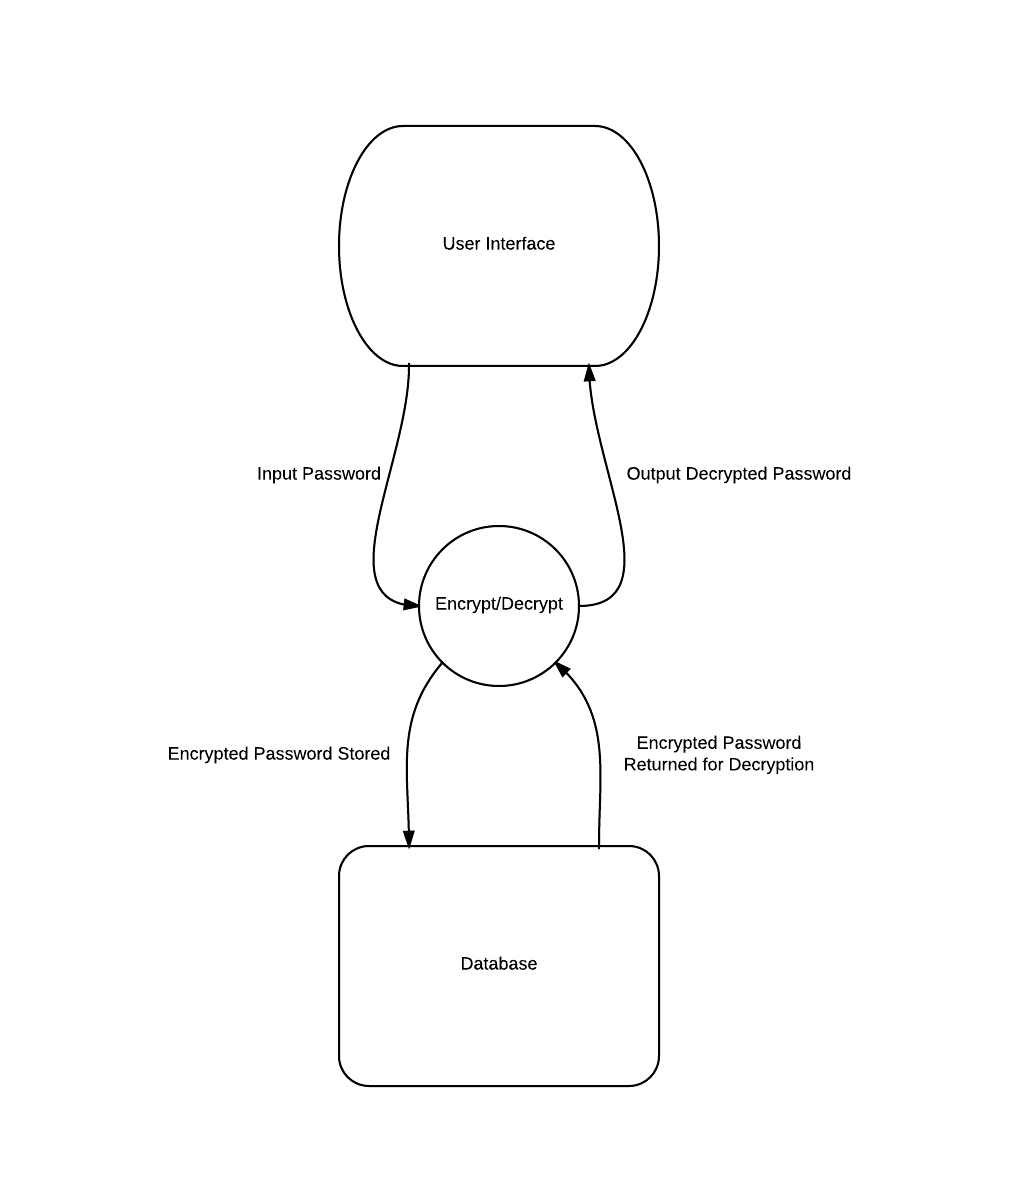 User Interface
Input Password
Output Decrypted Password
Encrypt/Decrypt
Encrypted Password Stored
Encrypted Password
Returned for Decryption
Database